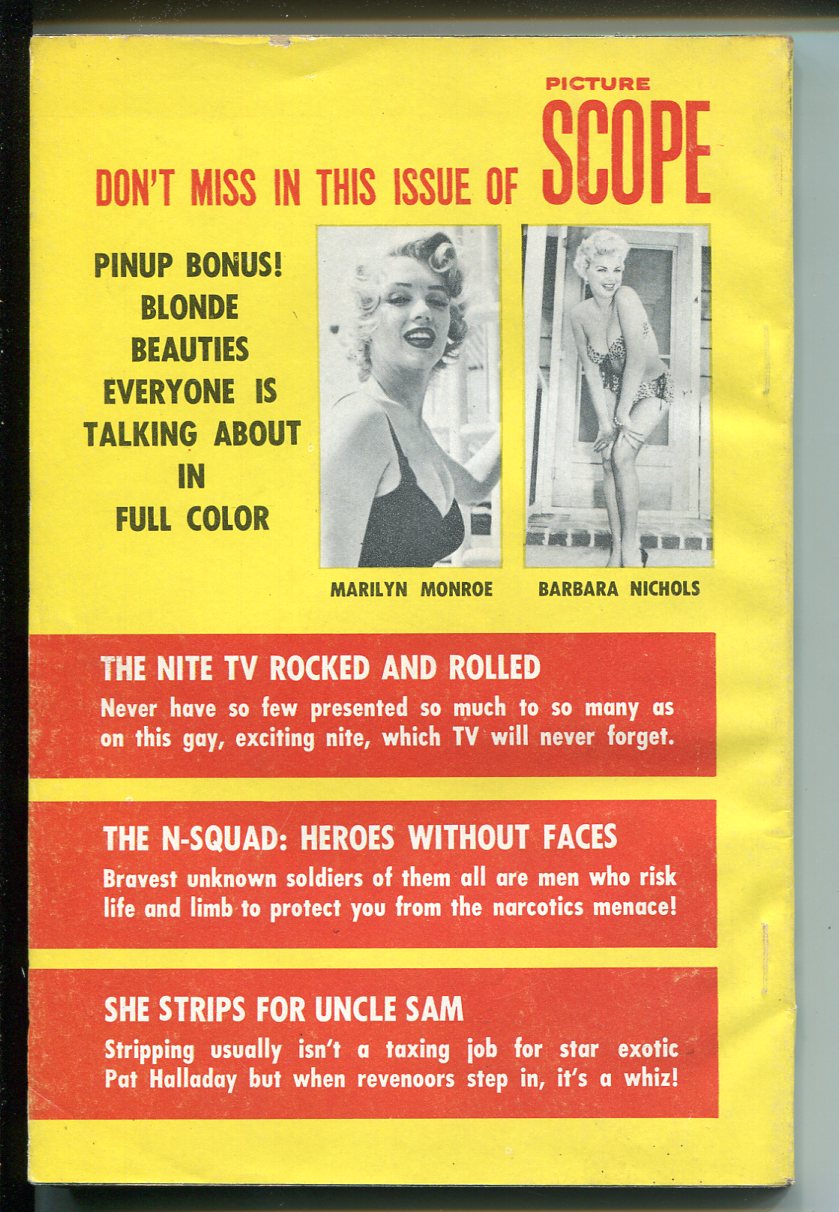 PICTURE
DON'T MISS IN THIS ISSUE OF SCOPE
PINUP BONUS!
BLONDE
BEAUTIES
EVERYONE IS
TALKING ABOUT
IN
FULL COLOR
MARILYN MONROE
BARBARA NICHOLS
THE NITE TV ROCKED AND ROLLED
Never have so few presented so much to so many as
on this gay, exciting nite, which TV will never forget.
THE N-SQUAD: HEROES WITHOUT FACES
Bravest unknown soldiers of them all are men who risk
life and limb to protect you from the narcotics menace!
SHE STRIPS FOR UNCLE SAM
Stripping usually isn't a taxing job for star exotic
Pat Halladay but when revenoors step in, it's a whiz!